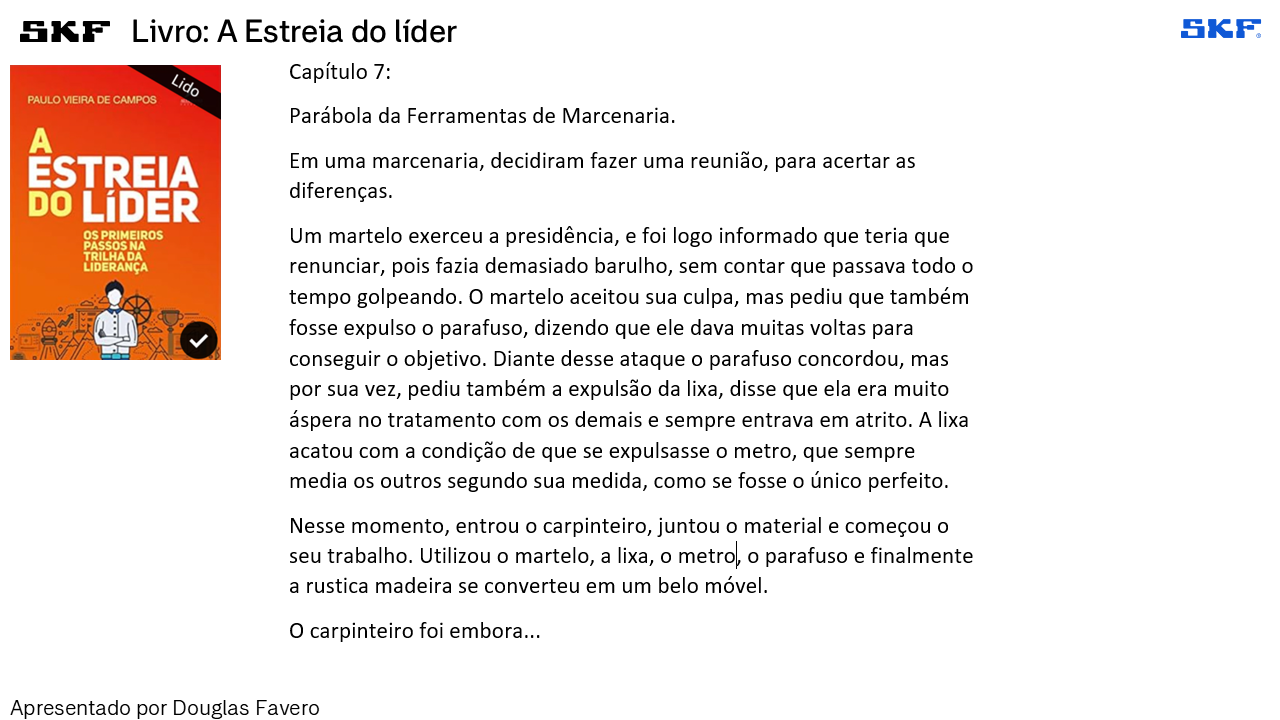 SKF Livro: A Estreia do líder
SKF
Lido
PAULO VIEIRA DE CAMPOS
A
ESTREIA
DO LÍDER
OS PRIMEIROS
PASSOS NA
TRILHA DA
LIDERANÇA
Capítulo 7:
Parábola da Ferramentas de Marcenaria.
Em uma marcenaria, decidiram fazer uma reunião, para acertar as
diferenças.
Um martelo exerceu a presidência, e foi logo informado que teria que
renunciar, pois fazia demasiado barulho, sem contar que passava todo o
tempo golpeando. O martelo aceitou sua culpa, mas pediu que também
fosse expulso o parafuso, dizendo que ele dava muitas voltas para
conseguir o objetivo. Diante desse ataque o parafuso concordou, mas
por sua vez, pediu também a expulsão da lixa, disse que ela era muito
áspera no tratamento com os demais e sempre entrava em atrito. A lixa
acatou com a condição de que se expulsasse o metro, que sempre
media os outros segundo sua medida, como se fosse o único perfeito.
Nesse momento, entrou o carpinteiro, juntou o material e começou o
seu trabalho. Utilizou o martelo, a lixa, o metro, o parafuso e finalmente
a rustica madeira se converteu em um belo móvel.
O carpinteiro foi embora...
Apresentado por Douglas Favero